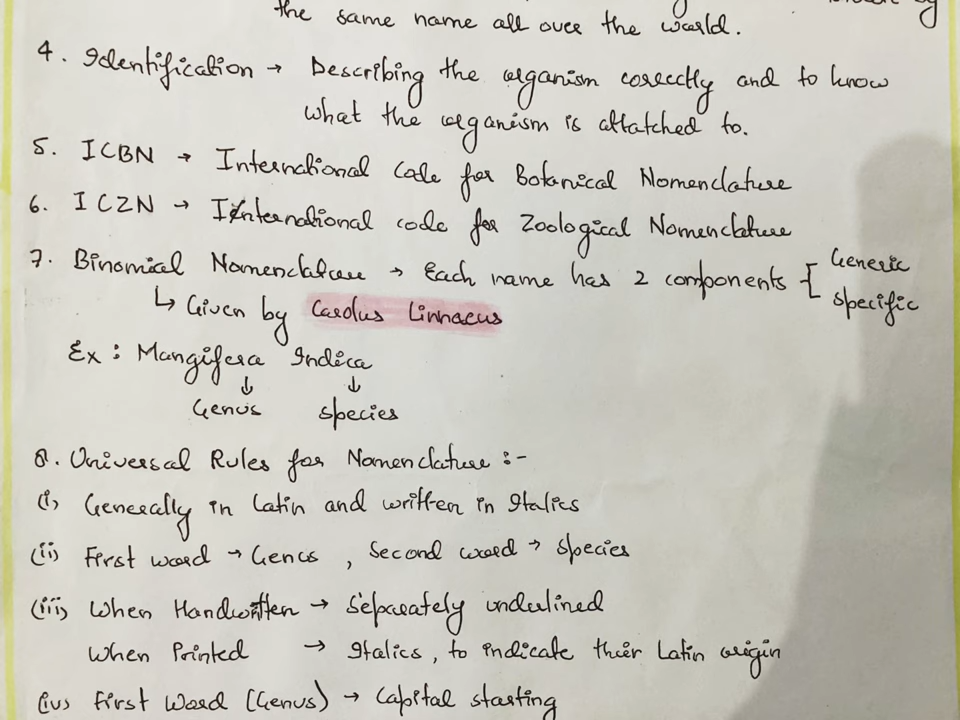 the same name all over the world.
4. Identification → Describing the organism corectly and to know
what the organism is attatched to.
5. ICBN → International Code for Botanical Nomenclature
6. ICZN → International code for Zoological Nomenclature
7. Binomial Nomenclature → Each name has 2 components { Generic
specific
↳ Given by Carolus Linnaeus
Ex : Mangifera Indica
↓ ↓
Genus species
8. Universal Rules for Nomenclature :-
(i) Generally in Latin and written in Italics
(ii) First word → Genus , Second word → species
(iii) When Handwritten → Separately underlined
When Printed → Italics, to indicate their Latin origin
(iv) First Word (Genus) → Capital starting